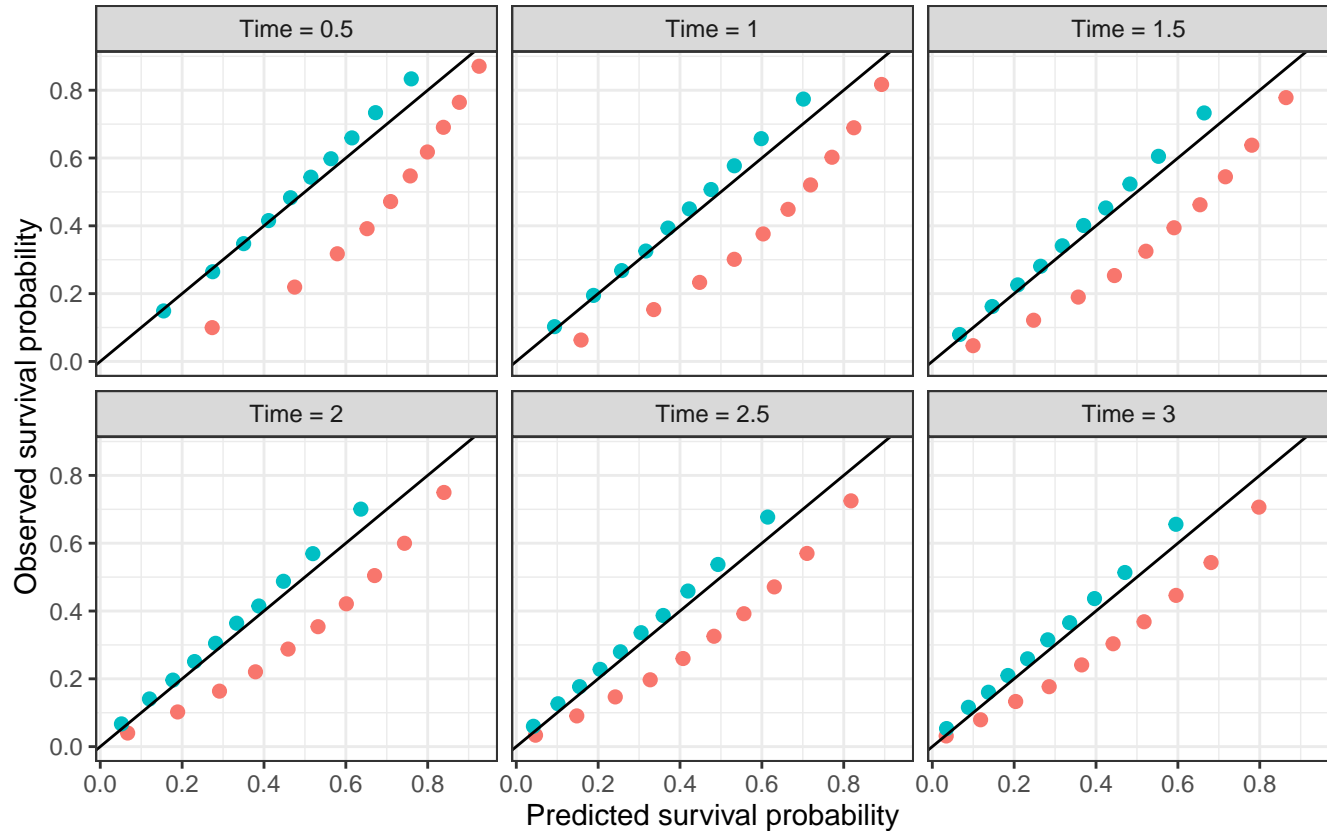 Time = 0.5
Time = 1
Time = 1.5
0.8
0.6
0.4
0.2
0.0
Time = 2
Time = 2.5
Time = 3
0.8
0.6
0.4
0.2
0.0
0.0 0.2 0.4 0.6 0.8
0.0 0.2 0.4 0.6 0.8
0.0 0.2 0.4 0.6 0.8
Observed survival probability
Predicted survival probability